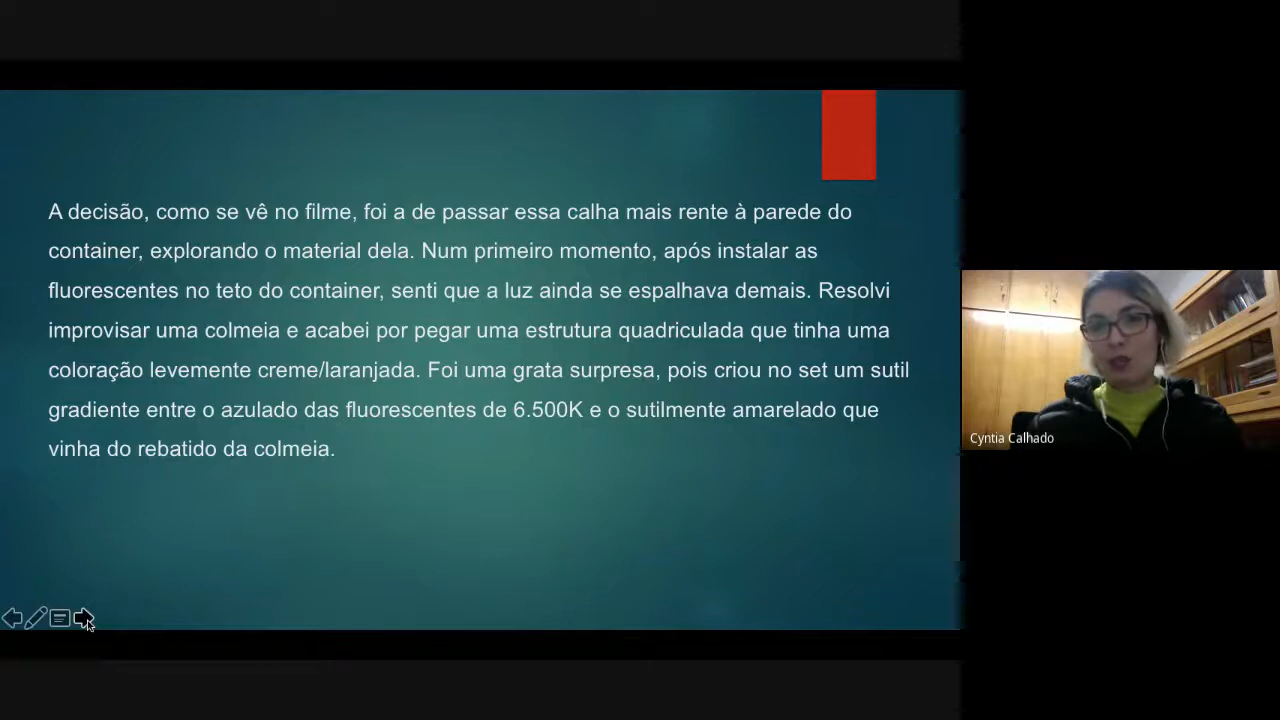 A decisão, como se vê no filme, foi a de passar essa calha mais rente à parede do
container, explorando o material dela. Num primeiro momento, após instalar as
fluorescentes no teto do container, senti que a luz ainda se espalhava demais. Resolvi
improvisar uma colmeia e acabei por pegar uma estrutura quadriculada que tinha uma
coloração levemente creme/laranjada. Foi uma grata surpresa, pois criou no set um sutil
gradiente entre o azulado das fluorescentes de 6.500K e o sutilmente amarelado que
vinha do rebatido da colmeia.
Cyntia Calhado